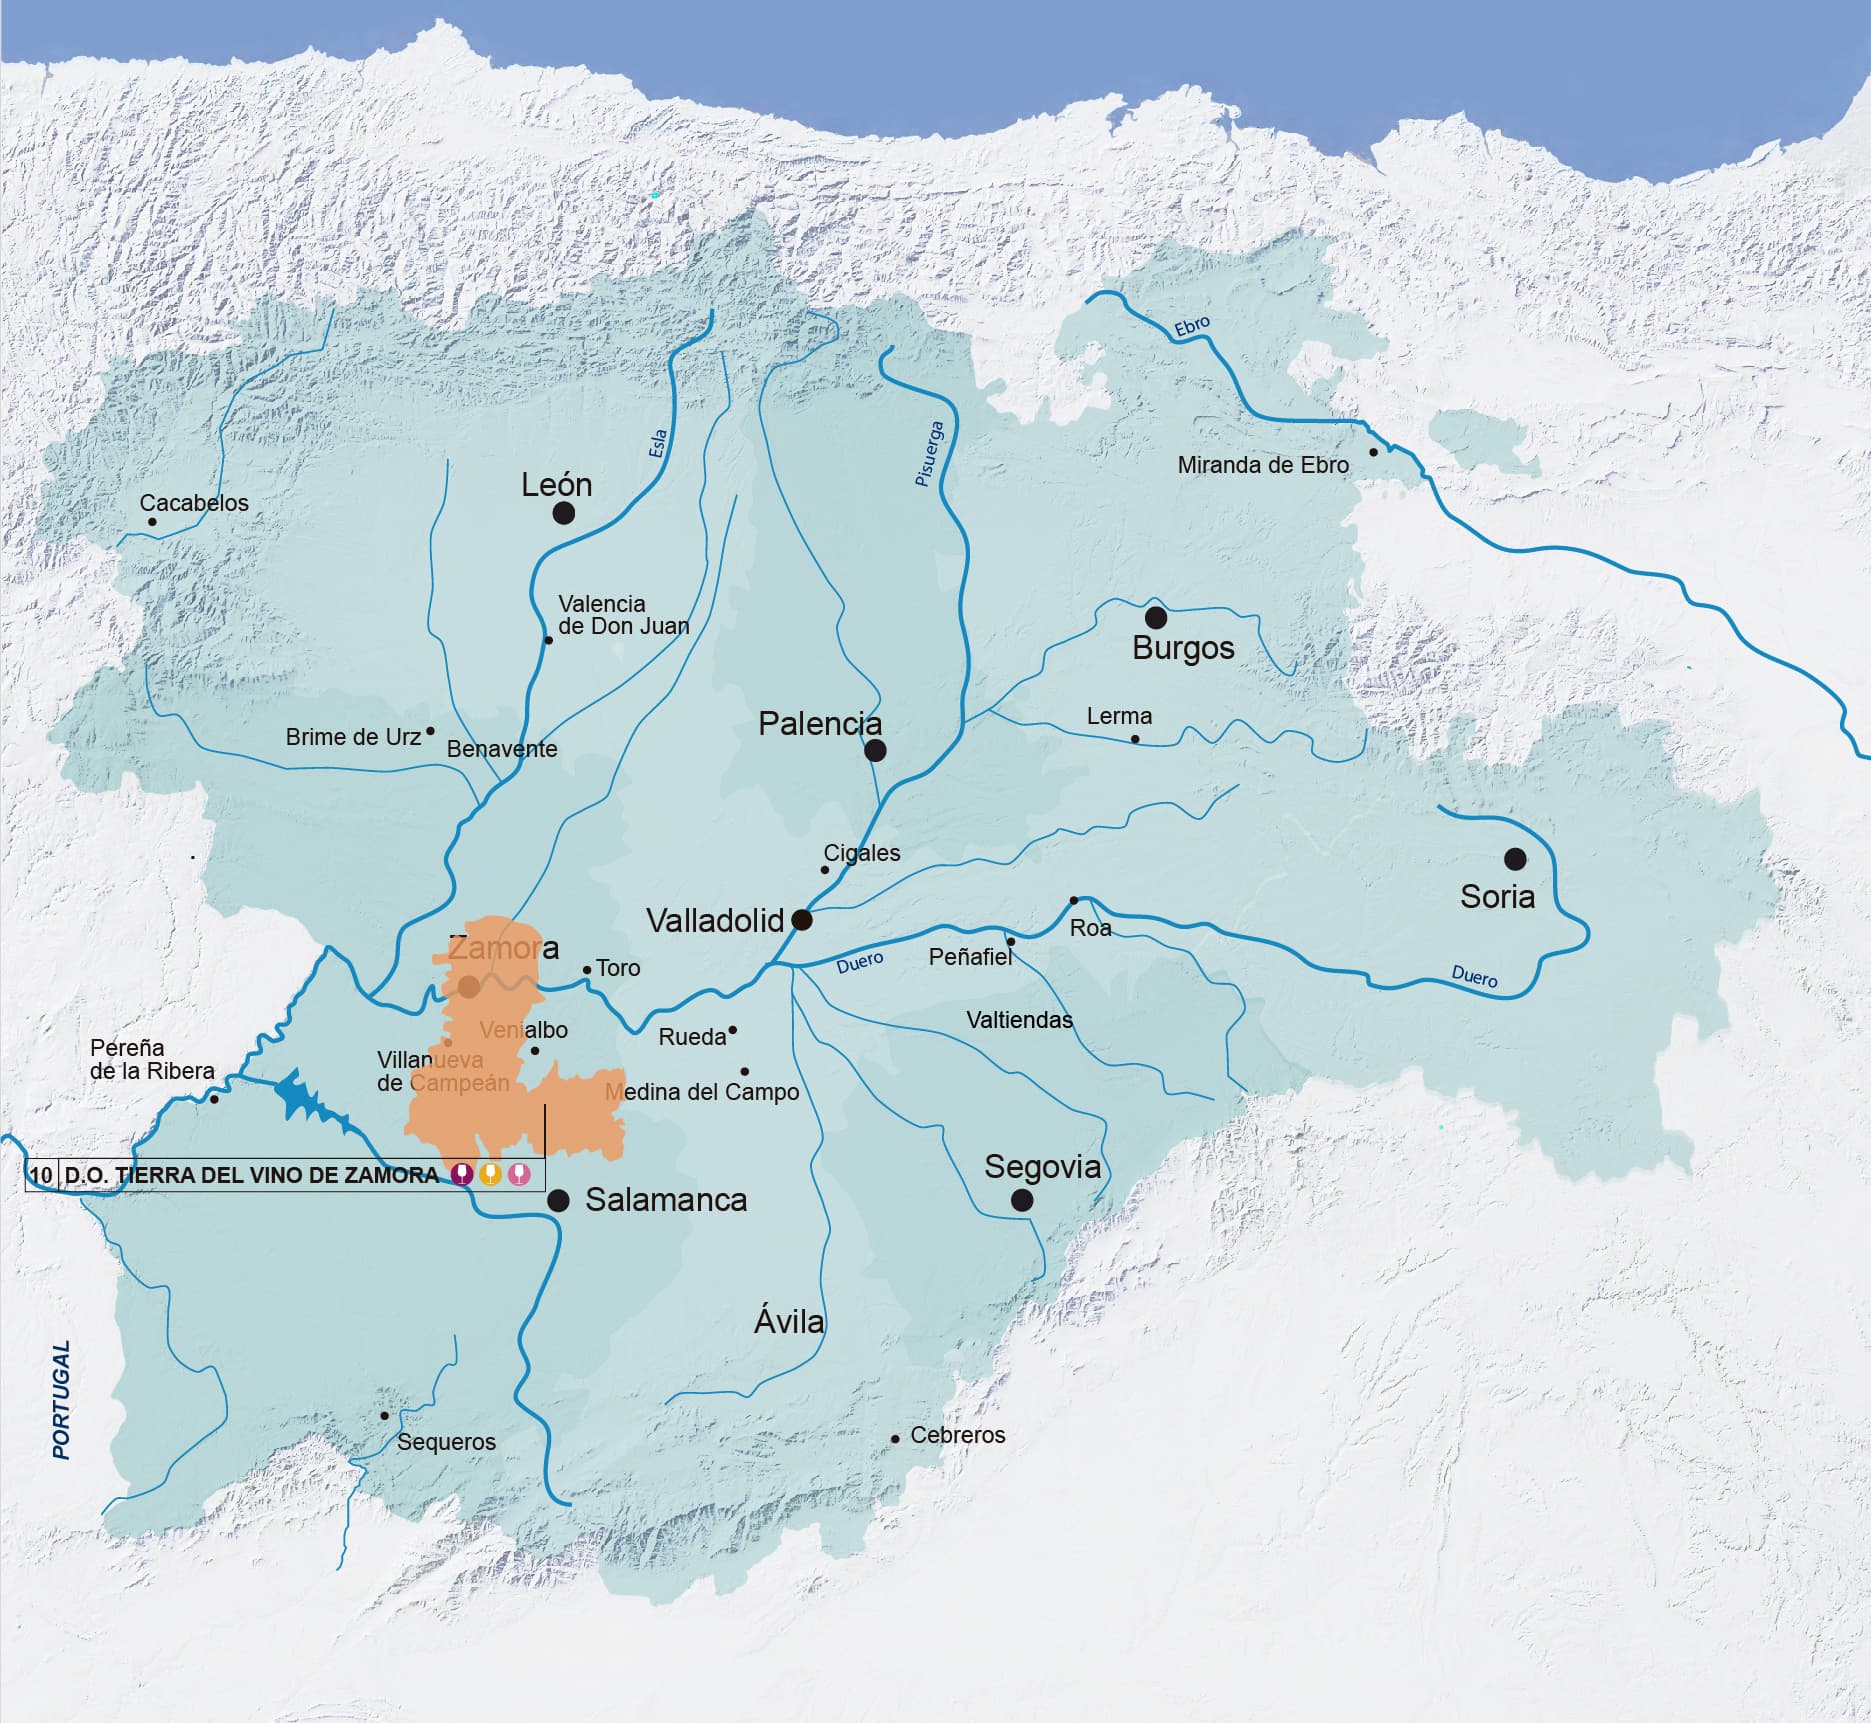 Ebro
Esla
Pisuerga
Miranda de Ebro
León
Cacabelos
Valencia
de Don Juan
Burgos
Lerma
Palencia
Brime de Urz
Benavente
Cigales
Soria
Valladolid
Roa
Zamora
Peñafiel
Duero
Toro
Duero
Valtiendas
Venialbo
Rueda
Pereña
de la Ribera
Villanueva
de Campeán
Medina del Campo
Segovia
10 D.O. TIERRA DEL VINO DE ZAMORA
Salamanca
Ávila
PORTUGAL
Sequeros
Cebreros